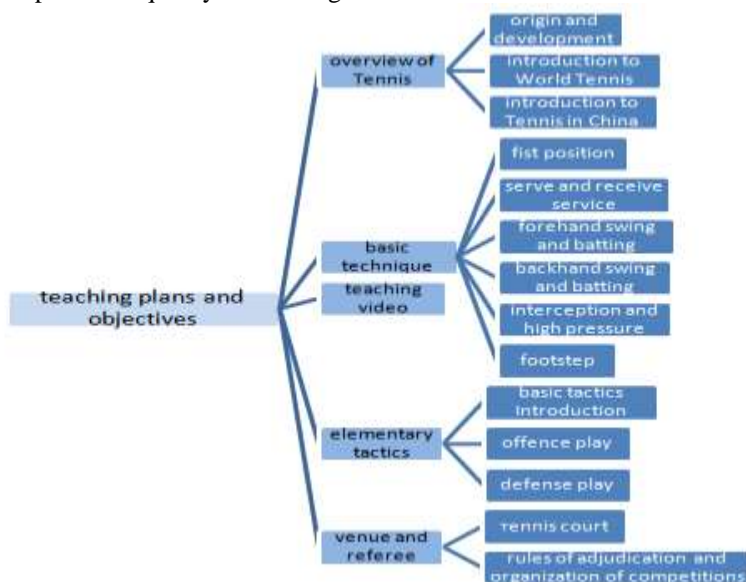 origin and
development
overview of
Tennis
introduction to
World Tennis
introduction to
Tennis in China
fist position
serve and receive
service
forehand swing
and batting
basic
technique
backhand swing
and batting
teaching
video
interception and
high pressure
footstep
teaching plans and
objectives
basic tactics
Introduction
elementary
tactics
offence play
defense play
Tennis court
venue and
referee
rules of adjudication and
organization of competitions